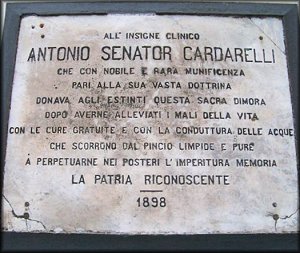 ALL' INSIGNE CLINICO
ANTONIO SENATOR CARDARELLI
CHE CON NOBILE E RARA MUNIFICENZA
PARI ALLA SUA VASTA DOTTRINA
DONAVA AGLI ESTINTI QUESTA SACRA DIMORA
DOPO AVERNE ALLEVIATI I MALI DELLA VITA
CON LE CURE GRATUITE E CON LA CONDUTTURA DELLE ACQUE
CHE SCORRONO DAL PINCIO LIMPIDE E PURE
A PERPETUARNE NEI POSTERI L'IMPERITURA MEMORIA
LA PATRIA RICONOSCENTE
1898